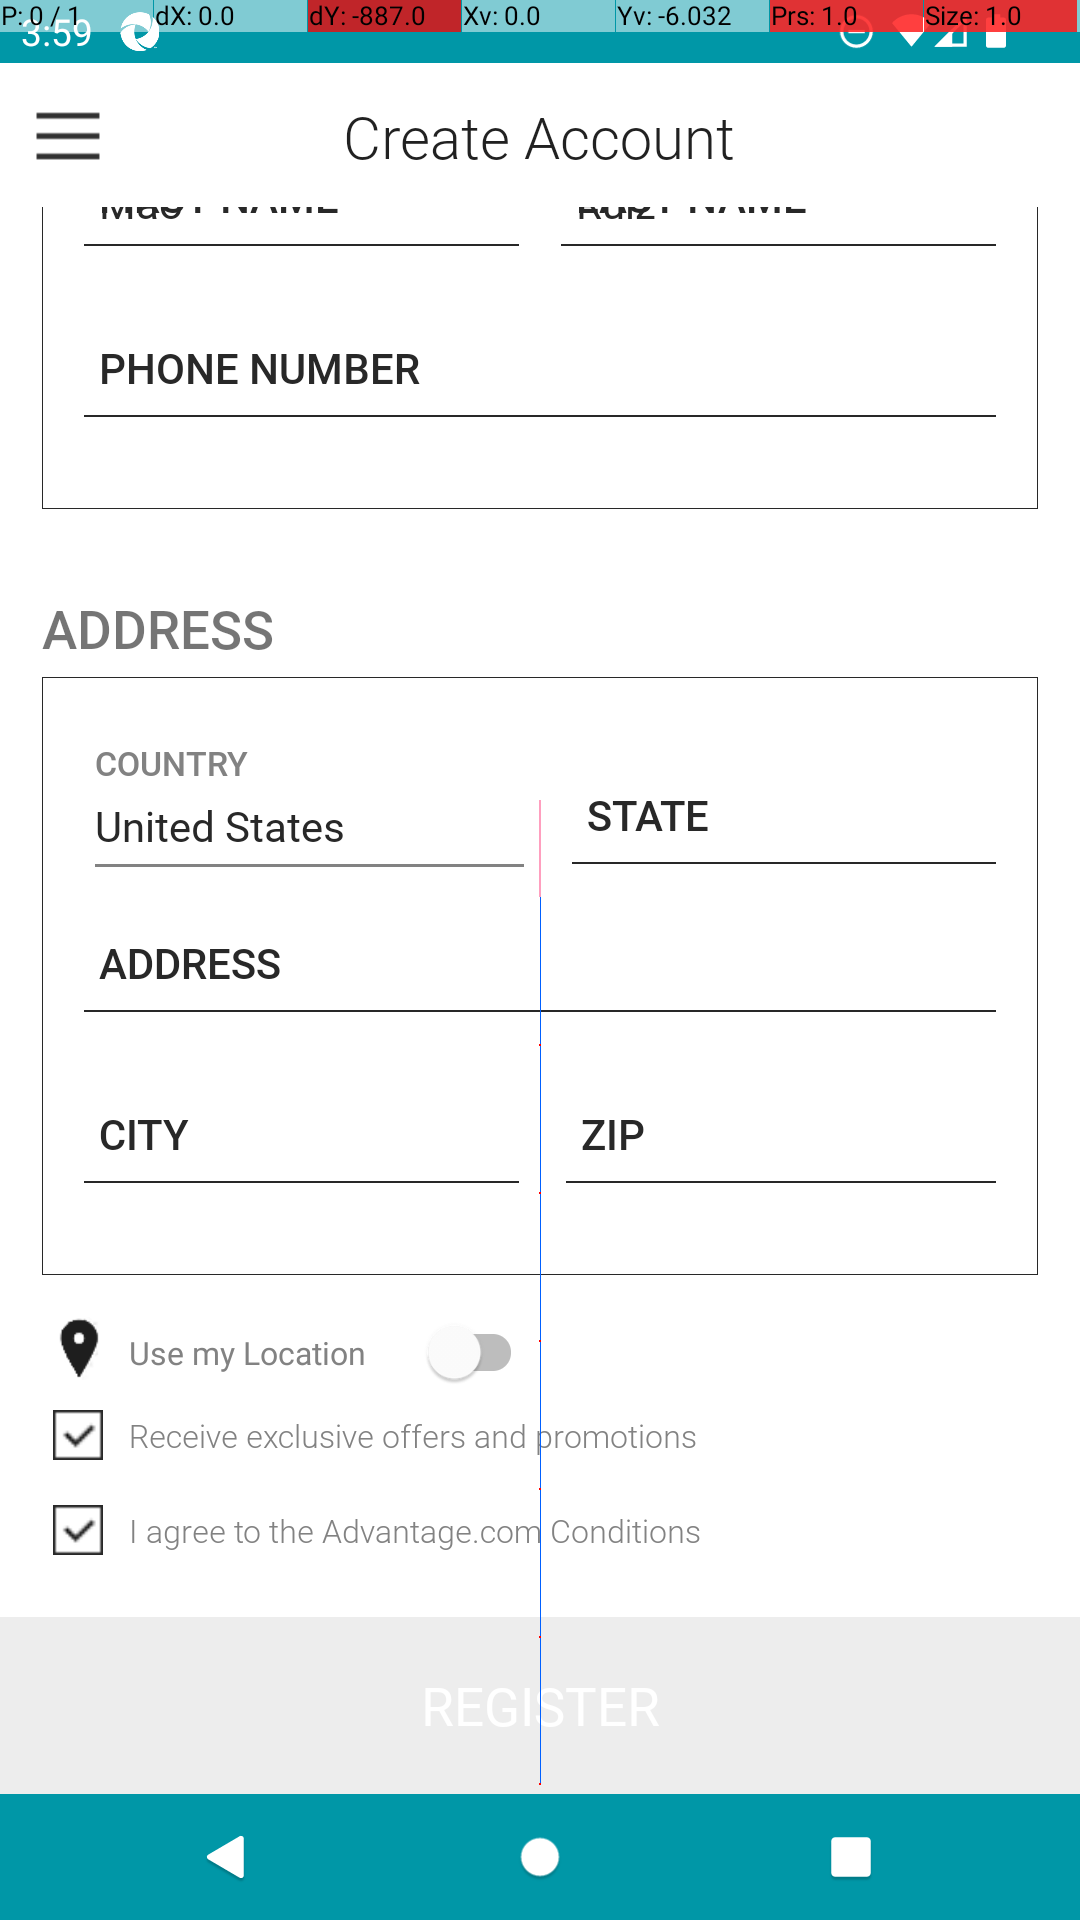 P: 0 / 1 dX: 0.0 dY: -887.0 Xv: 0.0 Yv: -6.032 Prs: 1.0 Size: 1.0
3:59
Create Account
PHONE NUMBER
ADDRESS
COUNTRY
United States
STATE
ADDRESS
CITY ZIP
Use my Location
Receive exclusive offers and promotions
I agree to the Advantage.com Conditions
REGISTER